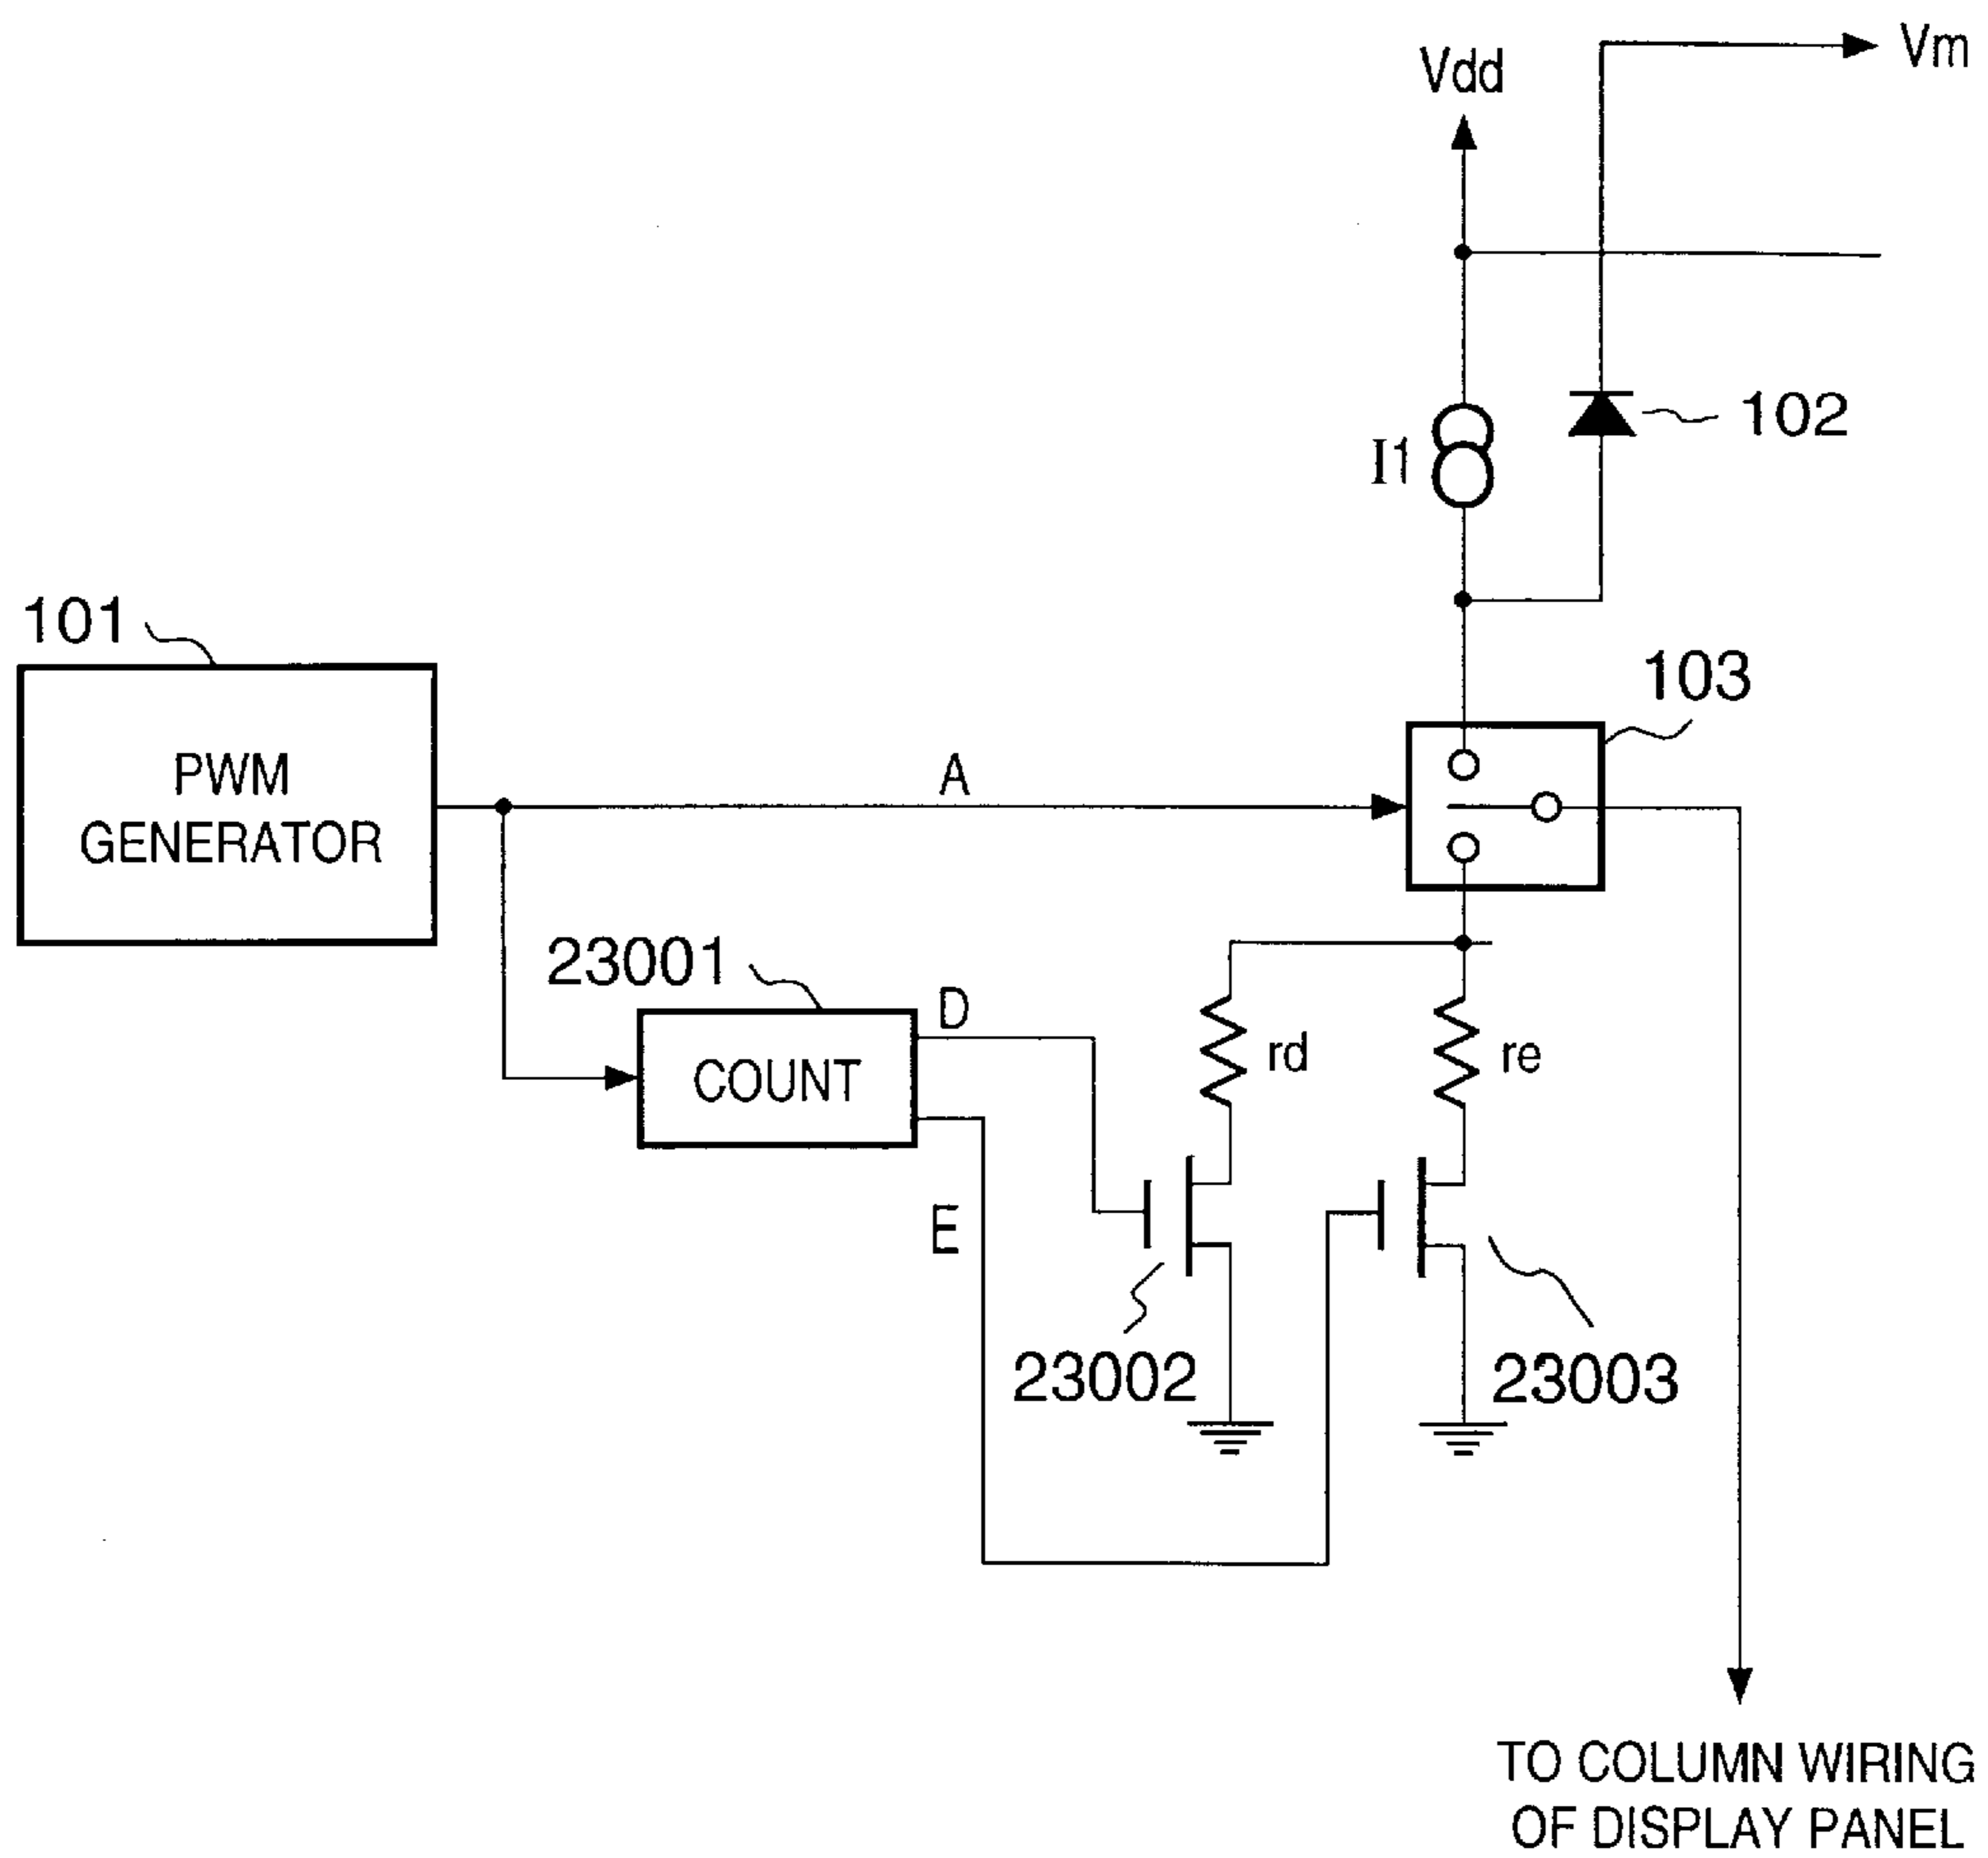 Vm
Vdd
102
I1
101
103
PWM
GENERATOR
A
23001
D
COUNT
rd
re
E
23002
23003
TO COLUMN WIRING
OF DISPLAY PANEL